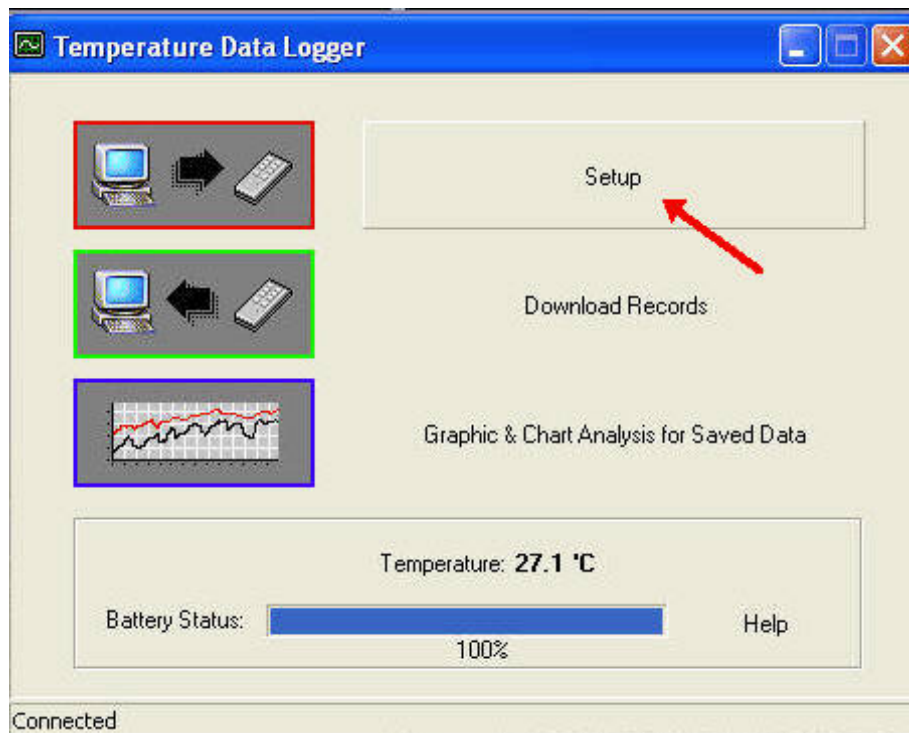 Temperature Data Logger
Setup
Download Records
Graphic & Chart Analysis for Saved Data
Temperature: 27.1 'C
Battery Status:
100%
Help
Connected